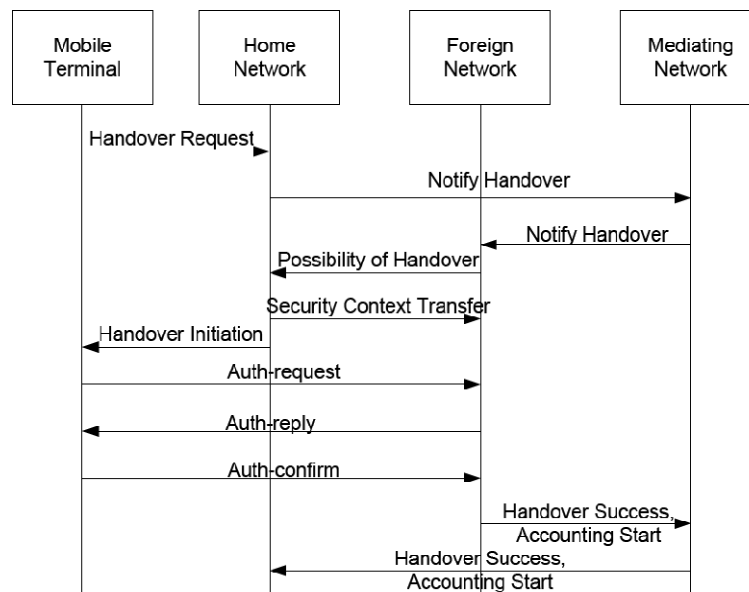 Mobile
Terminal
Home
Network
Foreign
Network
Mediating
Network
Handover Request
Notify Handover
Notify Handover
Possibility of Handover
Security Context Transfer
Handover Initiation
Auth-request
Auth-reply
Auth-confirm
Handover Success,
Accounting Start
Handover Success,
Accounting Start